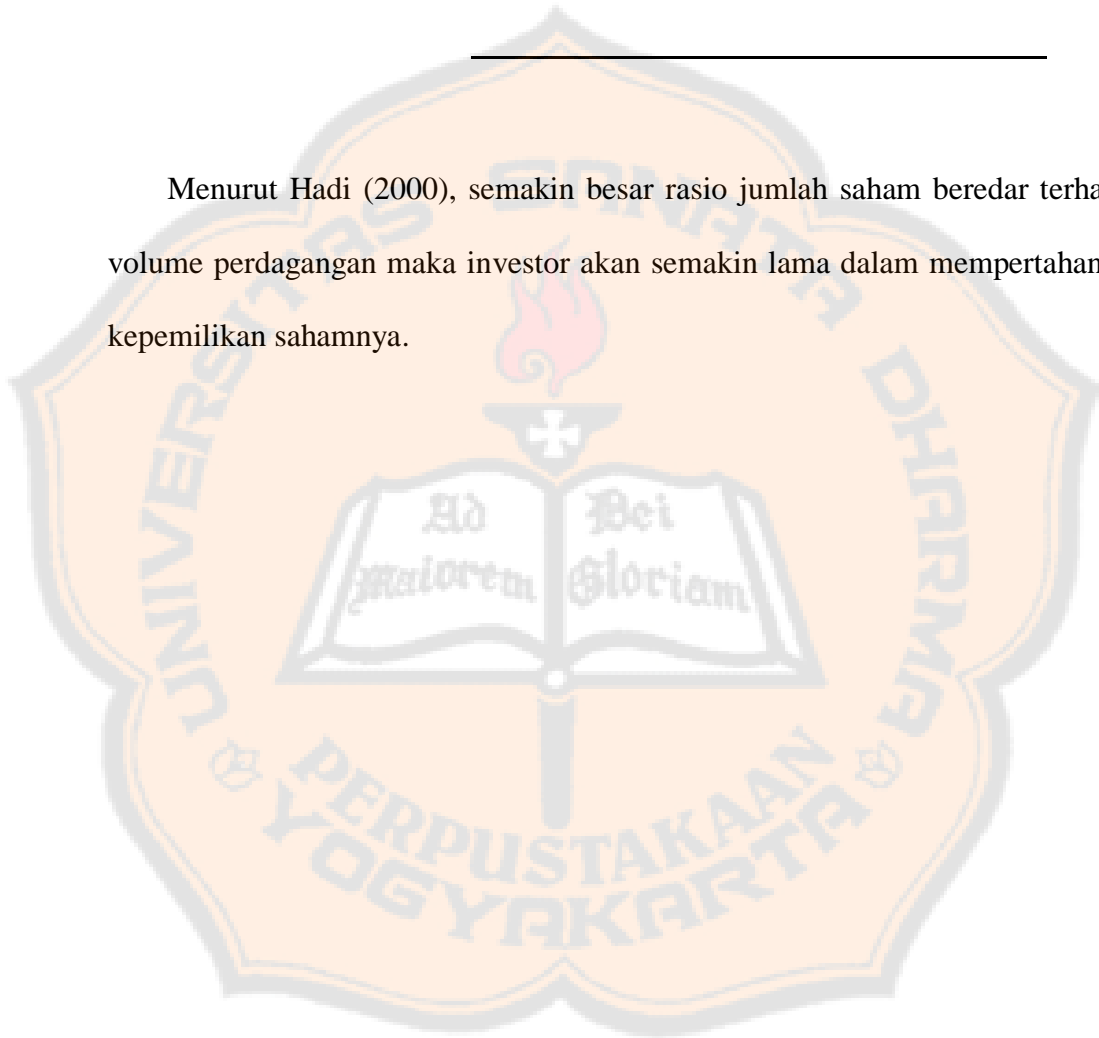 Menurut Hadi (2000), semakin besar rasio jumlah saham beredar terha
volume perdagangan maka investor akan semakin lama dalam mempertahan
kepemilikan sahamnya.
UNIVERSITAS SANATA DHARMA
Ad Dei
Maiorem Gloriam
PERPUSTAKAAN
YOGYAKARTA